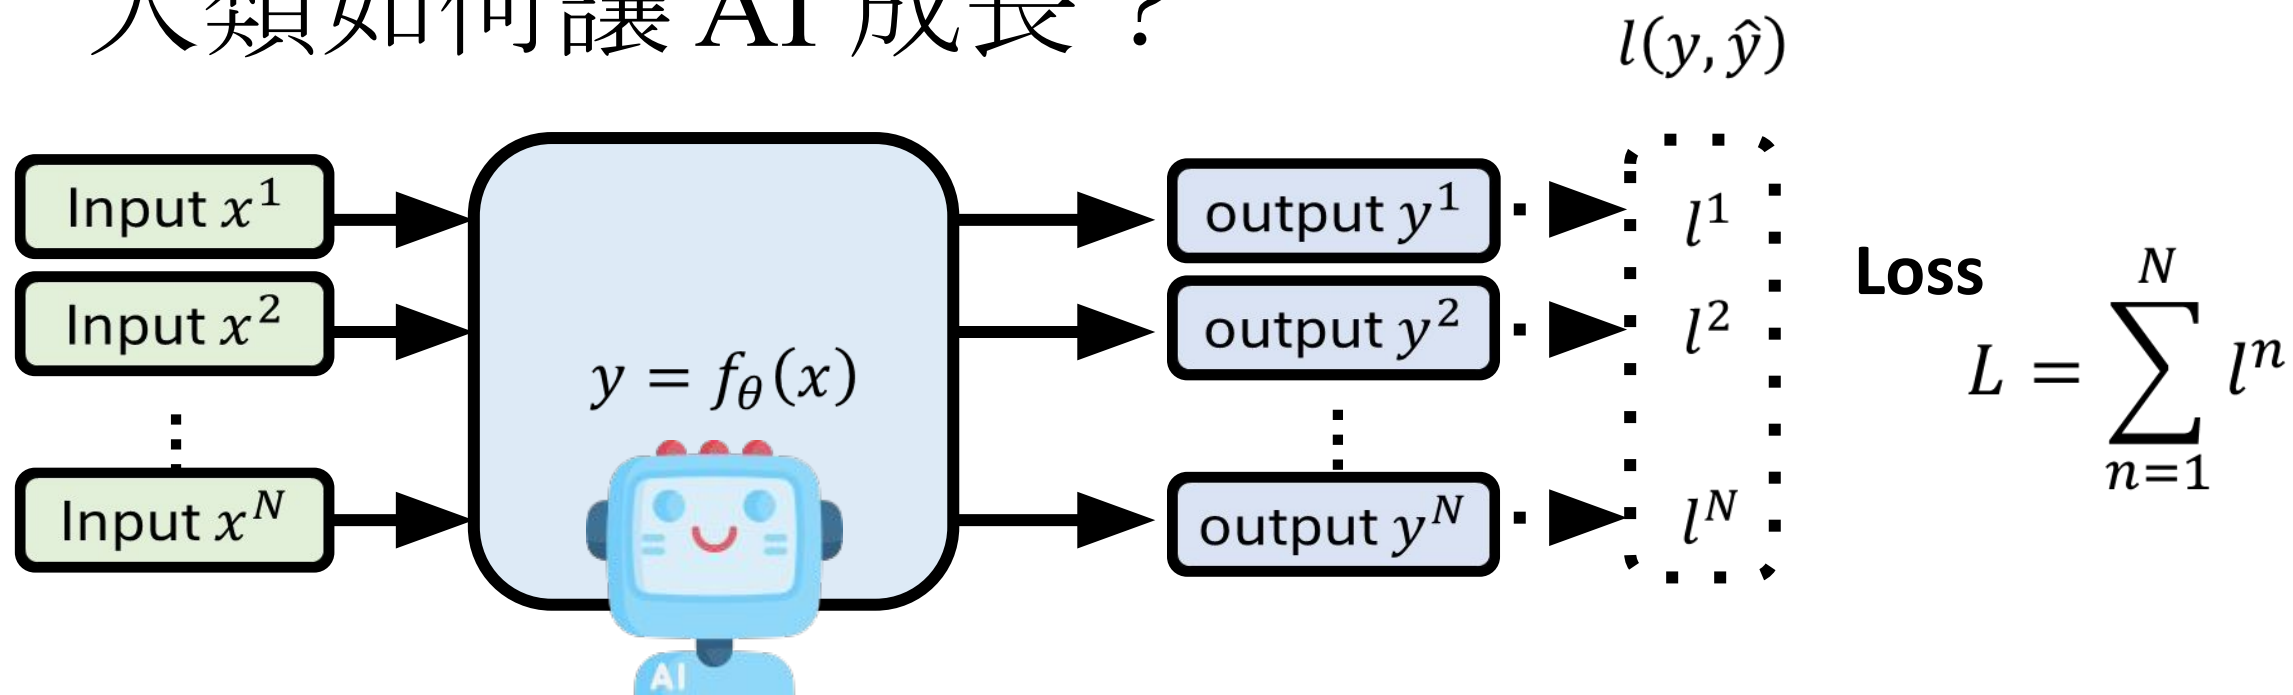 人類如何讓 AI 成長？
l(y, ŷ)
Input x¹
Input x²
⋮
Input xᴺ
y = f_θ(x)
AI
output y¹
output y²
⋮
output yᴺ
l¹
l²
lᴺ
Loss
L = ∑_{n=1}^{N} lⁿ